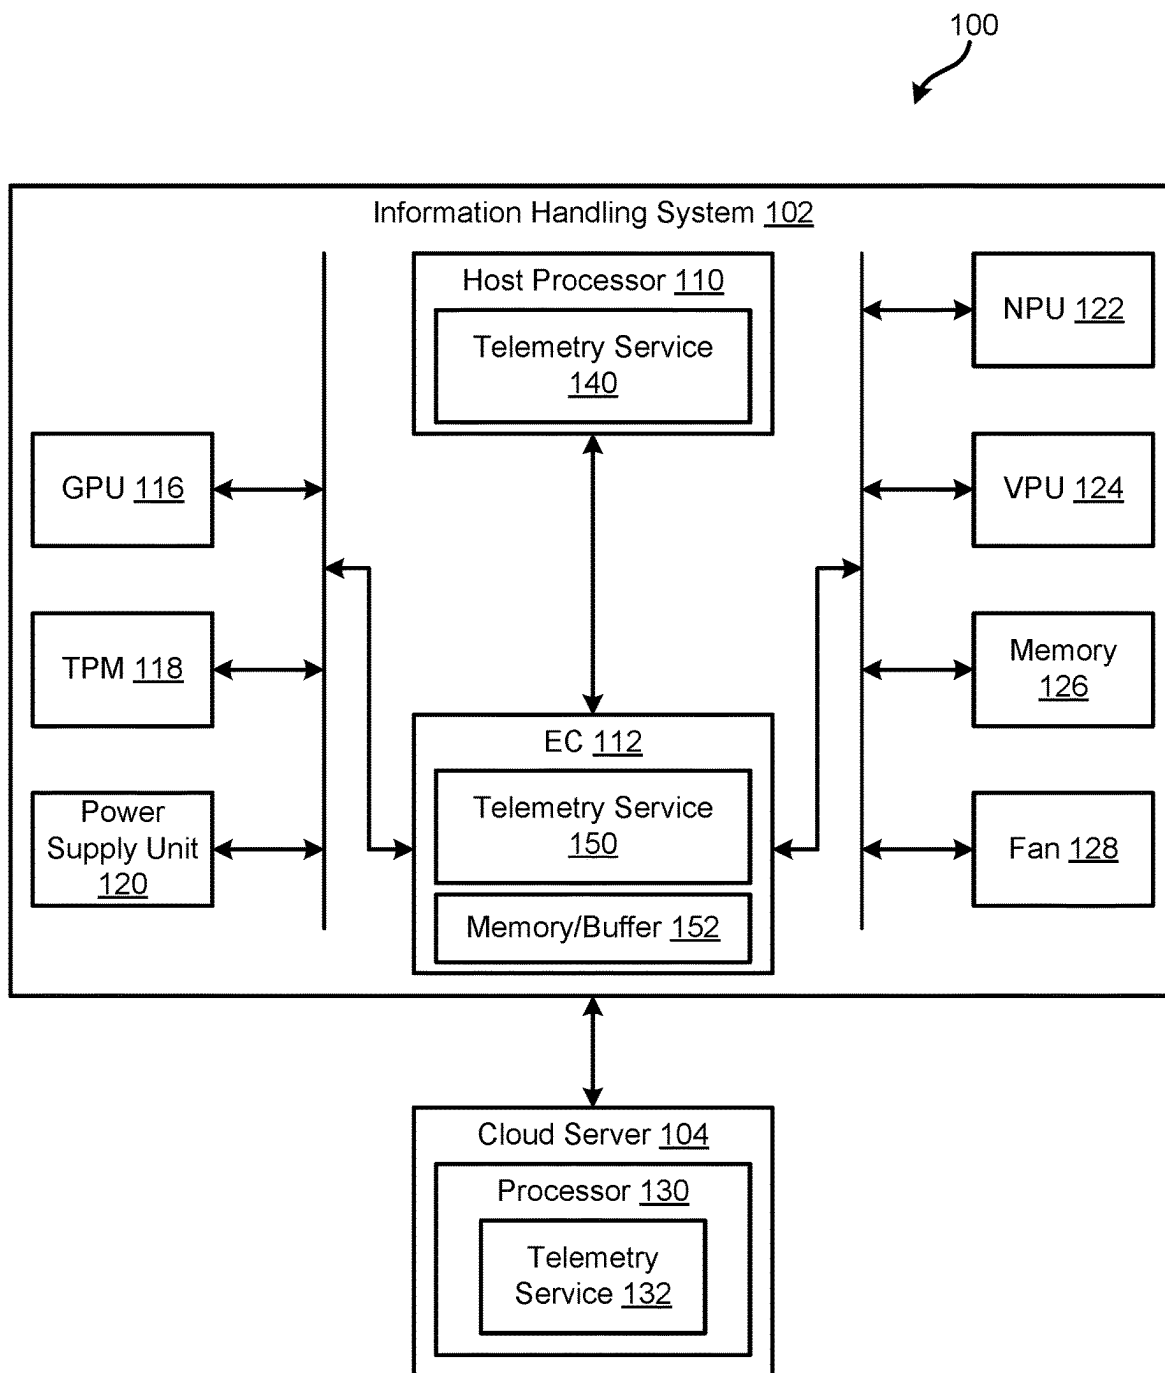 100
Information Handling System 102
Host Processor 110
Telemetry Service
140
NPU 122
GPU 116
VPU 124
TPM 118
Memory
126
EC 112
Telemetry Service
150
Memory/Buffer 152
Power
Supply Unit
120
Fan 128
Cloud Server 104
Processor 130
Telemetry
Service 132